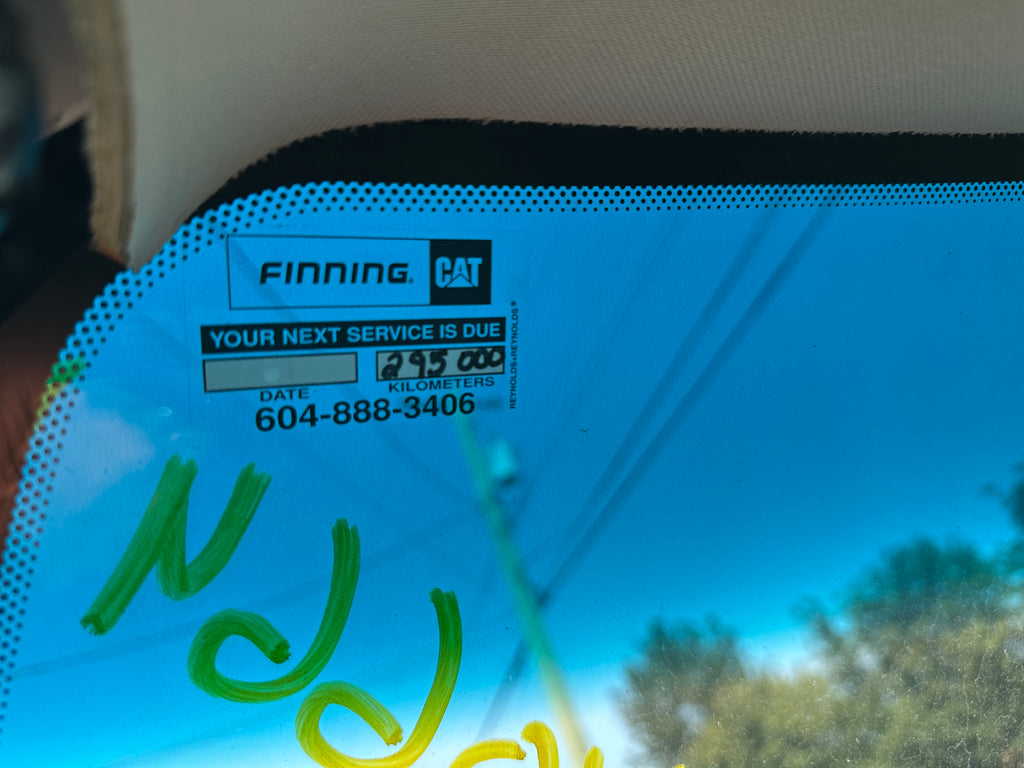 FINNING® CAT
YOUR NEXT SERVICE IS DUE
295 000
DATE KILOMETERS
604-888-3406
REYNOLDS+REYNOLDS®